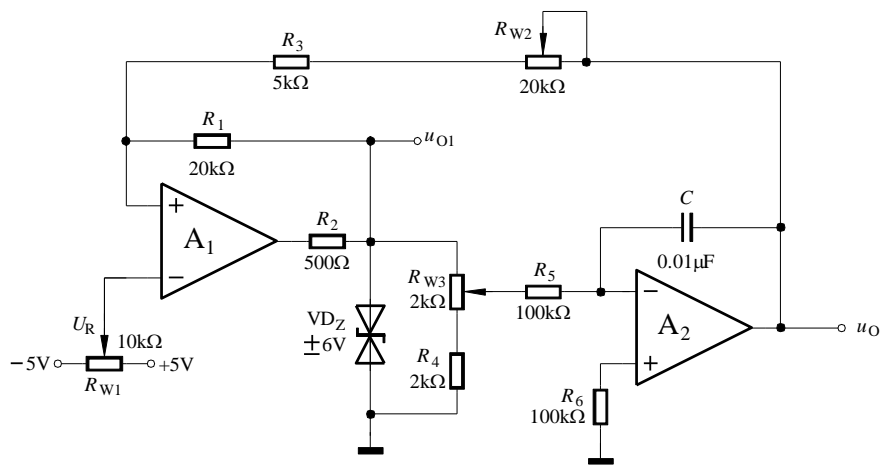 R3
5kΩ
RW2
20kΩ
R1
20kΩ
uO1
+
A1
−
R2
500Ω
UR
10kΩ
−5V
+5V
RW1
VDZ
±6V
RW3
2kΩ
R4
2kΩ
R5
100kΩ
C
0.01μF
−
A2
+
uO
R6
100kΩ